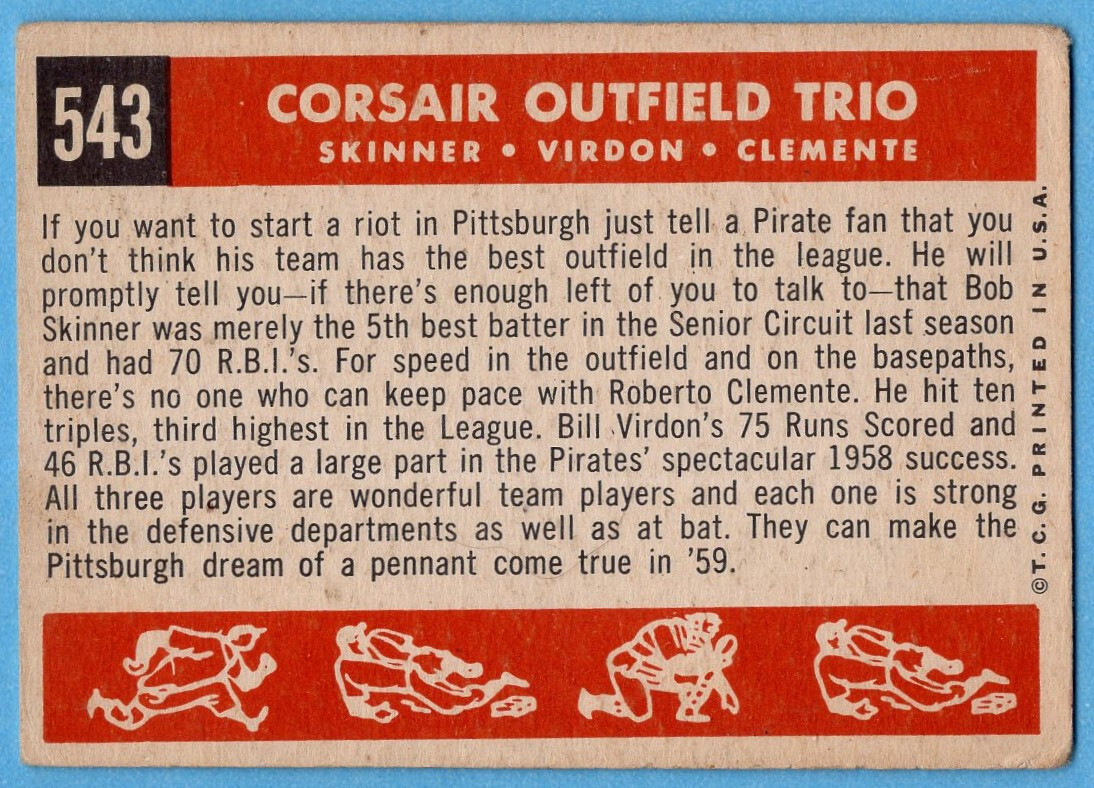 543
CORSAIR OUTFIELD TRIO
SKINNER • VIRDON • CLEMENTE
If you want to start a riot in Pittsburgh just tell a Pirate fan that you
don't think his team has the best outfield in the league. He will
promptly tell you—if there's enough left of you to talk to—that Bob
Skinner was merely the 5th best batter in the Senior Circuit last season
and had 70 R.B.I.'s. For speed in the outfield and on the basepaths,
there's no one who can keep pace with Roberto Clemente. He hit ten
triples, third highest in the League. Bill Virdon's 75 Runs Scored and
46 R.B.I.'s played a large part in the Pirates' spectacular 1958 success.
All three players are wonderful team players and each one is strong
in the defensive departments as well as at bat. They can make the
Pittsburgh dream of a pennant come true in '59.
©T. C. G. PRINTED IN U.S.A.